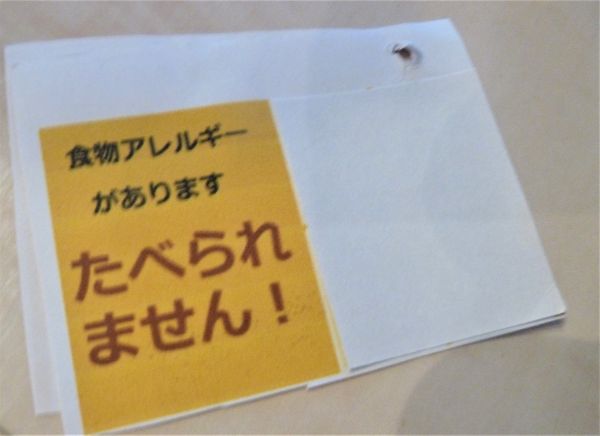 食物アレルギー
があります
たべられ
ません!